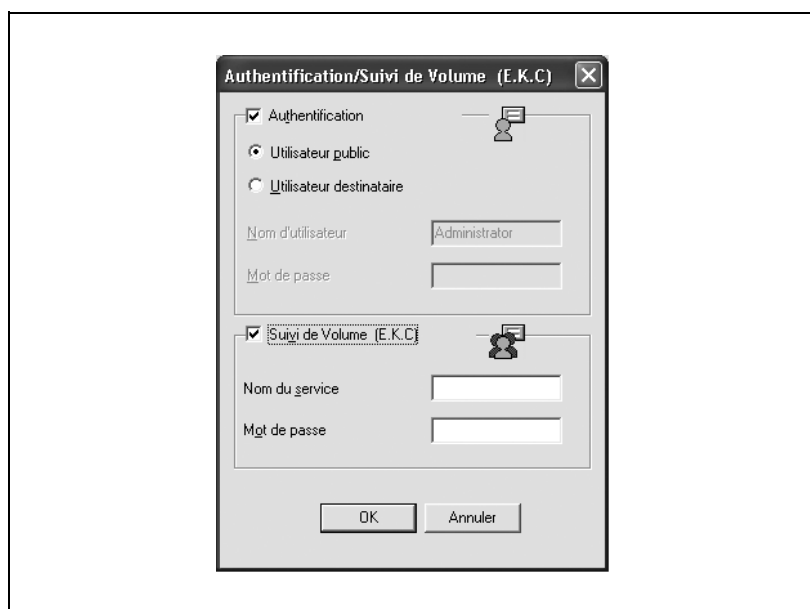 Authentification/Suivi de Volume (E.K.C)
Authentification
Utilisateur public
Utilisateur destinataire
Nom d'utilisateur Administrator
Mot de passe
Suivi de Volume (E.K.C)
Nom du service
Mot de passe
OK Annuler